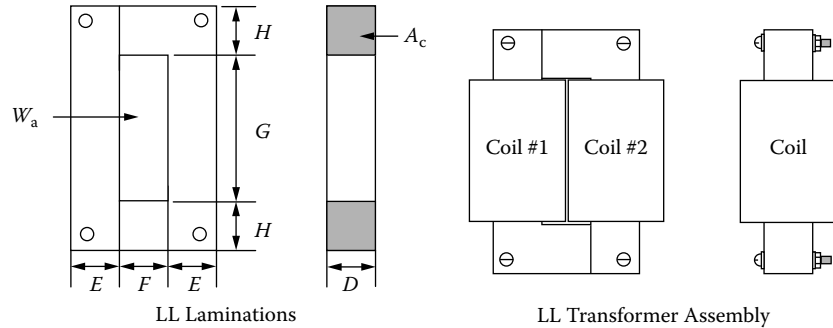 H
A_c
W_a
G
Coil #1
Coil #2
Coil
H
E
F
E
D
LL Laminations
LL Transformer Assembly